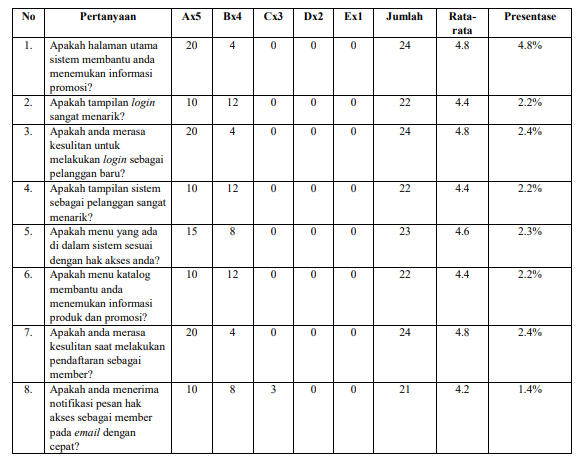 No Pertanyaan Ax5 Bx4 Cx3 Dx2 Ex1 Jumlah Rata- Presentase
rata
1. Apakah halaman utama 20 4 0 0 0 24 4.8 4.8%
sistem membantu anda
menemukan informasi
promosi?
2. Apakah tampilan login 10 12 0 0 0 22 4.4 2.2%
sangat menarik?
3. Apakah anda merasa 20 4 0 0 0 24 4.8 2.4%
kesulitan untuk
melakukan login sebagai
pelanggan baru?
4. Apakah tampilan sistem 10 12 0 0 0 22 4.4 2.2%
sebagai pelanggan sangat
menarik?
5. Apakah menu yang ada 15 8 0 0 0 23 4.6 2.3%
di dalam sistem sesuai
dengan hak akses anda?
6. Apakah menu katalog 10 12 0 0 0 22 4.4 2.2%
membantu anda
menemukan informasi
produk dan promosi?
7. Apakah anda merasa 20 4 0 0 0 24 4.8 2.4%
kesulitan saat melakukan
pendaftaran sebagai
member?
8. Apakah anda menerima 10 8 3 0 0 21 4.2 1.4%
notifikasi pesan hak
akses sebagai member
pada email dengan
cepat?